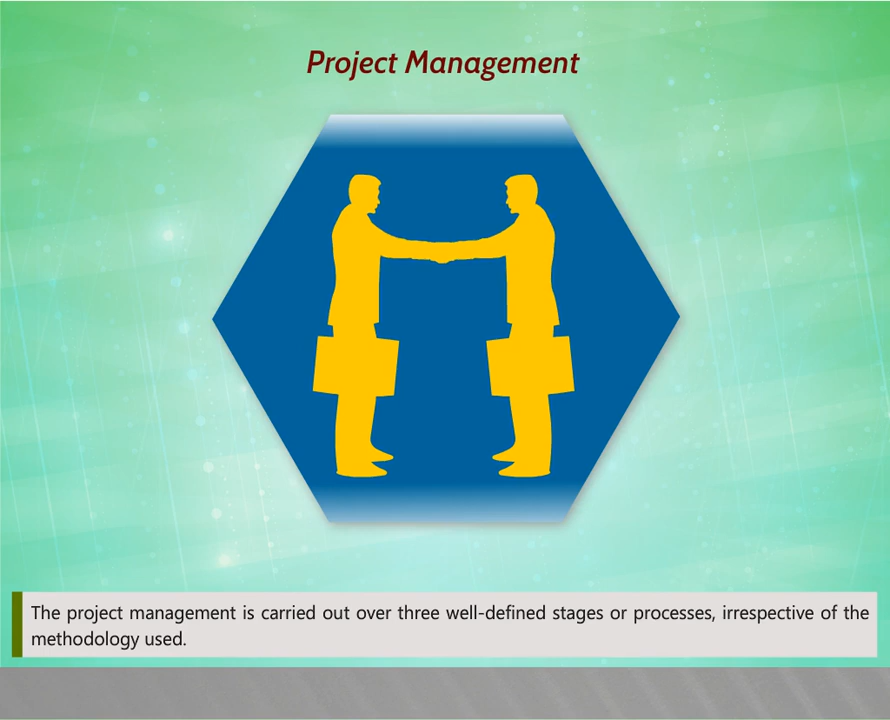 Project Management
The project management is carried out over three well-defined stages or processes, irrespective of the
methodology used.